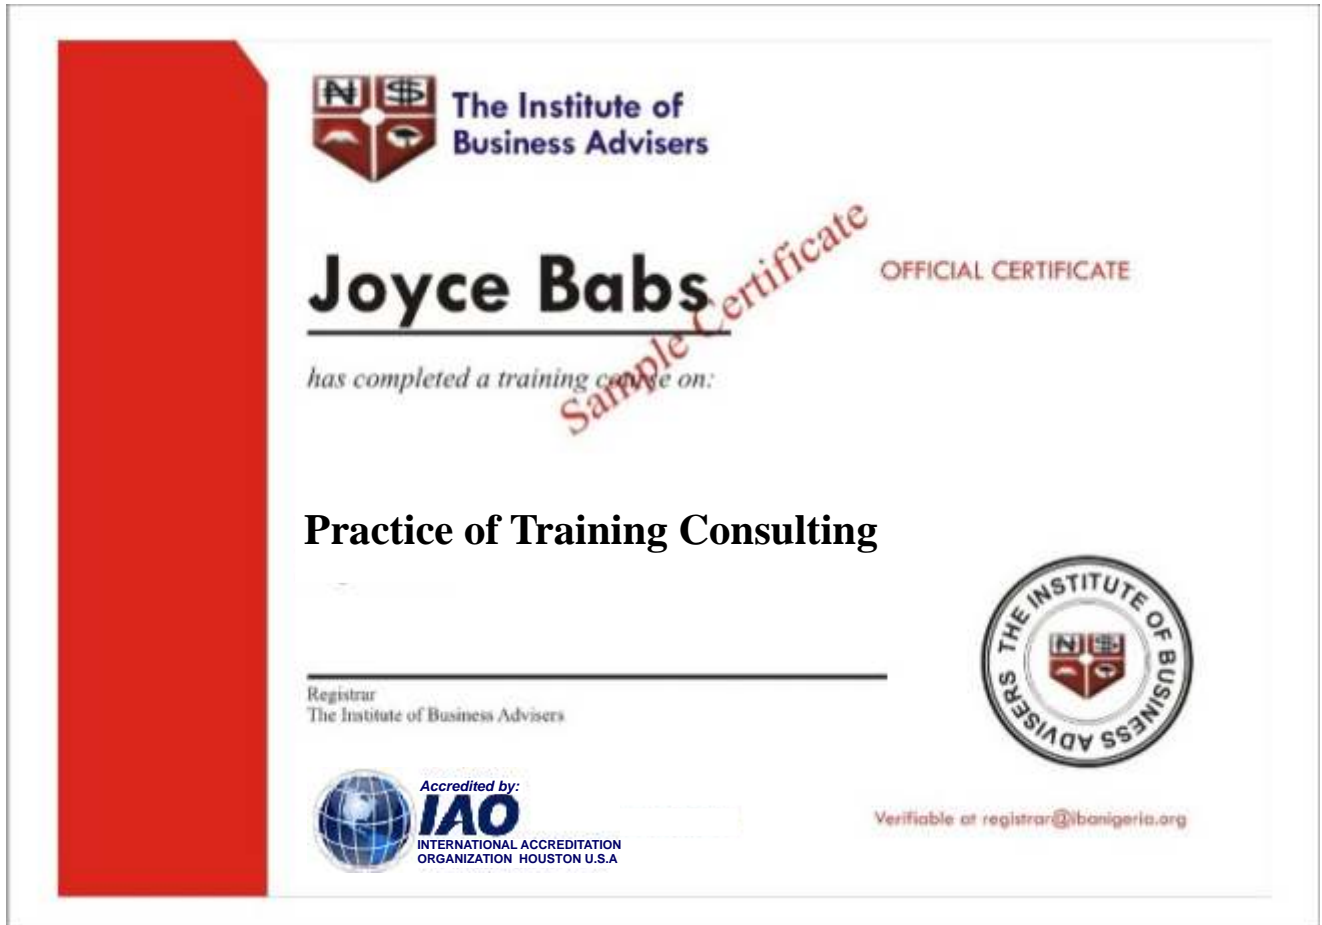 The Institute of
Business Advisers
Joyce Babs
Sample Certificate
OFFICIAL CERTIFICATE
has completed a training course on:
Practice of Training Consulting
Registrar
The Institute of Business Advisers
THE INSTITUTE OF BUSINESS ADVISERS
Accredited by:
IAO
INTERNATIONAL ACCREDITATION
ORGANIZATION HOUSTON U.S.A
Verifiable at registrar@ibanigeria.org